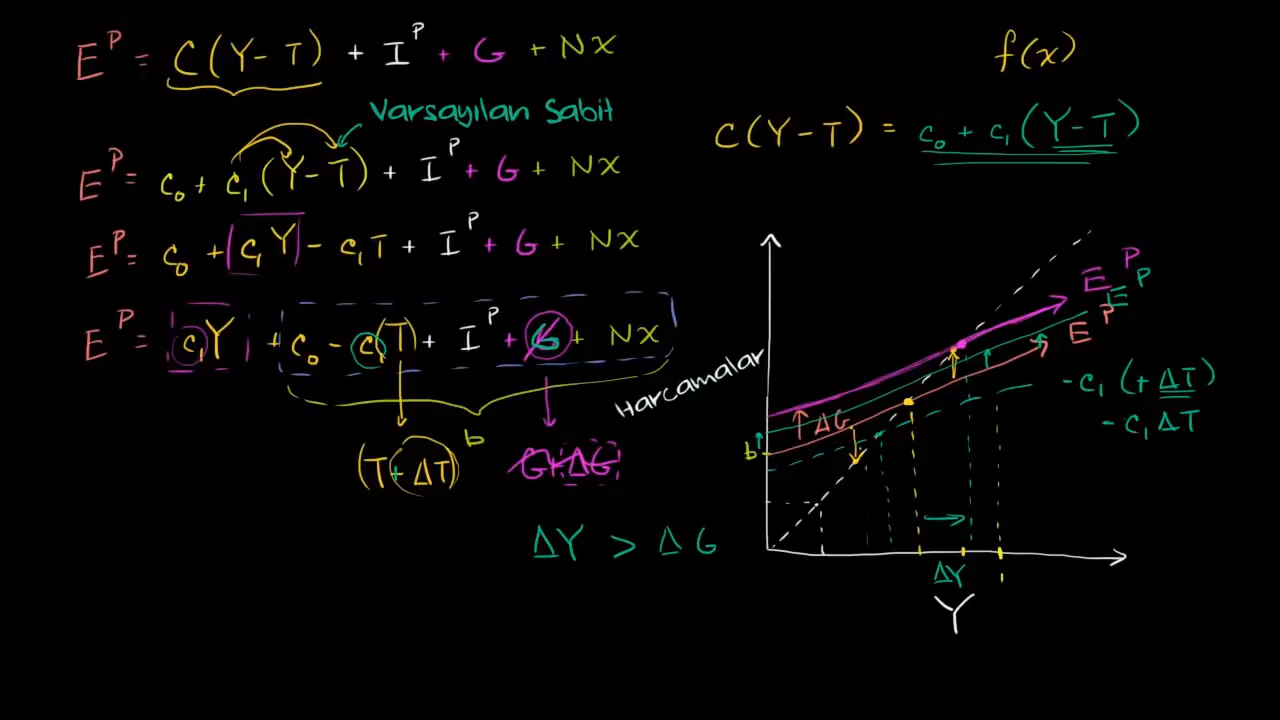 E^P = C(Y-T) + I^P + G + NX
Varsayılan Sabit
E^P = c₀ + c₁(Y-T) + I^P + G + NX
E^P = c₀ + c₁Y - c₁T + I^P + G + NX
E^P = c₁Y + c₀ - c₁(T) + I^P + G + NX
b
(T + ΔT)
G+ΔG
ΔY > ΔG
f(x)
C(Y-T) = c₀ + c₁(Y-T)
E^P
E^P
E^P
Harcamalar
-c₁(+ΔT)
-c₁ΔT
ΔG
b
ΔY
Y